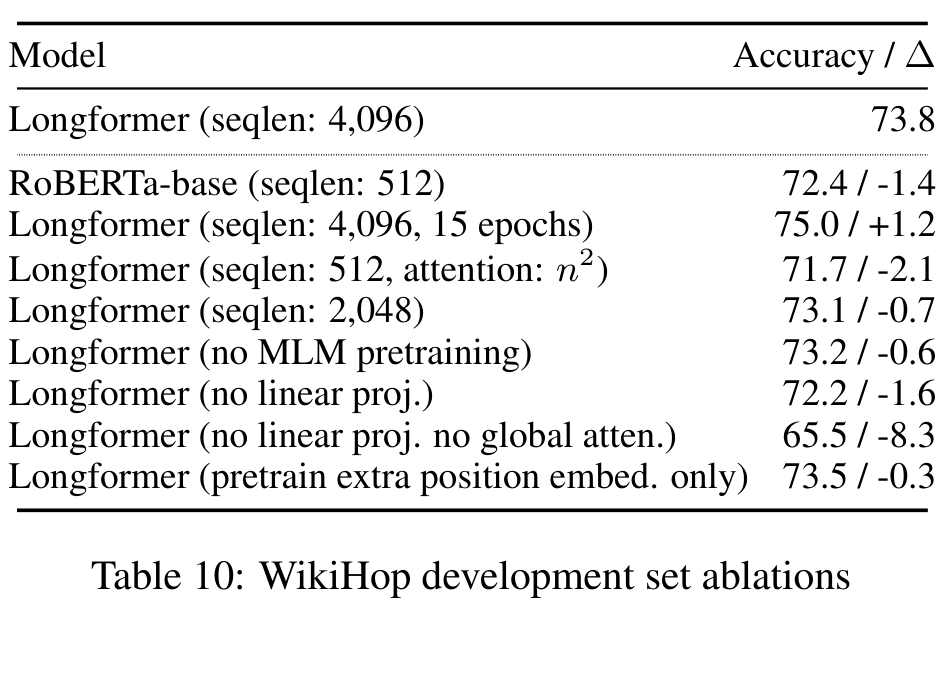 Model Accuracy / Δ
Longformer (seqlen: 4,096) 73.8
RoBERTa-base (seqlen: 512) 72.4 / -1.4
Longformer (seqlen: 4,096, 15 epochs) 75.0 / +1.2
Longformer (seqlen: 512, attention: n²) 71.7 / -2.1
Longformer (seqlen: 2,048) 73.1 / -0.7
Longformer (no MLM pretraining) 73.2 / -0.6
Longformer (no linear proj.) 72.2 / -1.6
Longformer (no linear proj. no global atten.) 65.5 / -8.3
Longformer (pretrain extra position embed. only) 73.5 / -0.3
Table 10: WikiHop development set ablations